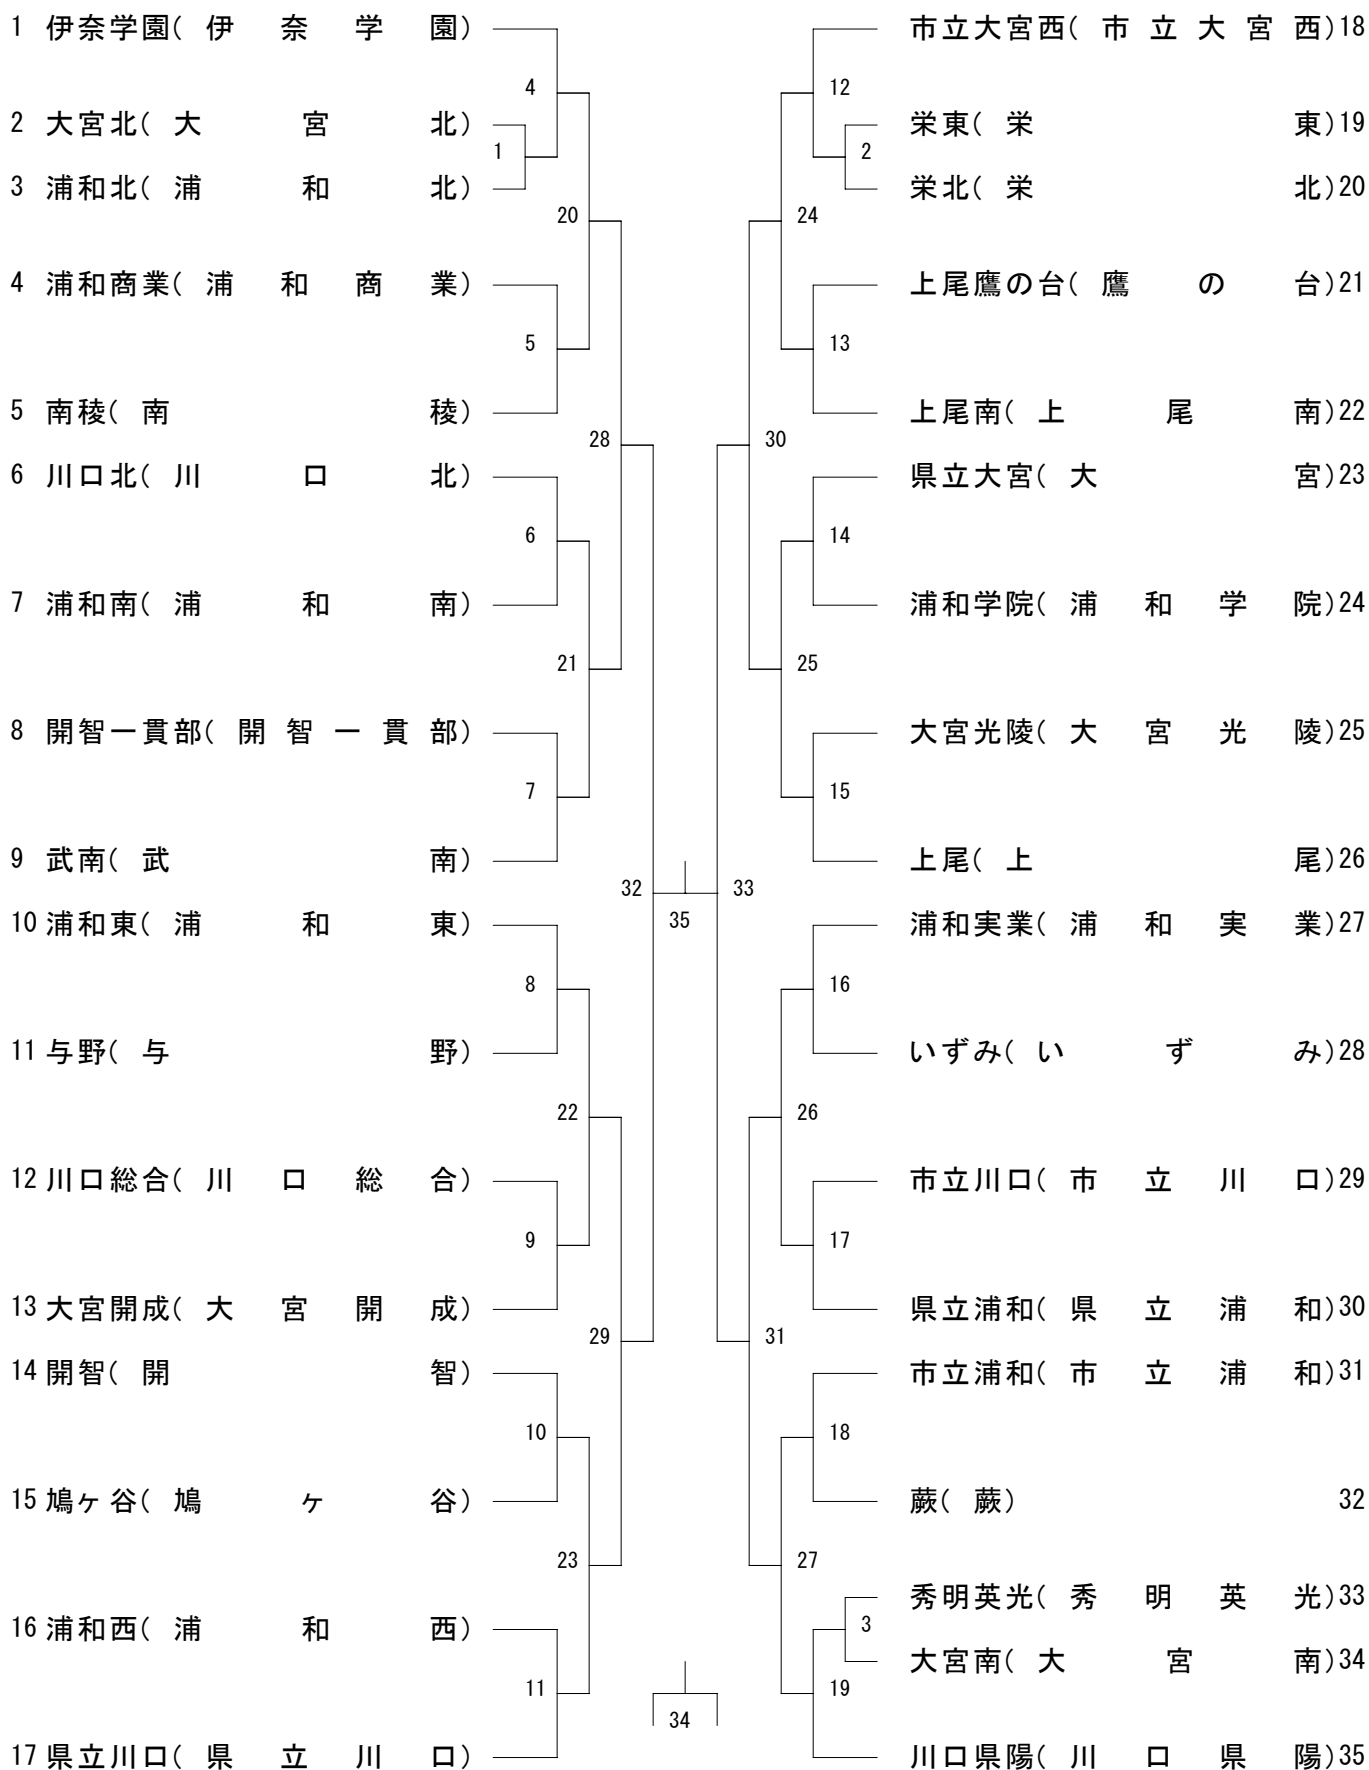 1 伊奈学園( 伊 奈 学 園)
4
2 大宮北( 大 宮 北)
1
3 浦和北( 浦 和 北)
20
4 浦和商業( 浦 和 商 業)
5
5 南稜( 南 稜)
28
6 川口北( 川 口 北)
6
7 浦和南( 浦 和 南)
21
8 開智一貫部( 開 智 一 貫 部)
7
9 武南( 武 南)
32
10 浦和東( 浦 和 東)
8
11 与野( 与 野)
22
12 川口総合( 川 口 総 合)
9
13 大宮開成( 大 宮 開 成)
29
14 開智( 開 智)
10
15 鳩ヶ谷( 鳩 ヶ 谷)
23
16 浦和西( 浦 和 西)
11
17 県立川口( 県 立 川 口)
35
34
市立大宮西( 市 立 大 宮 西)18
12
栄東( 栄 東)19
2
栄北( 栄 北)20
24
上尾鷹の台( 鷹 の 台)21
13
上尾南( 上 尾 南)22
30
県立大宮( 大 宮)23
14
浦和学院( 浦 和 学 院)24
25
大宮光陵( 大 宮 光 陵)25
15
上尾( 上 尾)26
33
浦和実業( 浦 和 実 業)27
16
いずみ( い ず み)28
26
市立川口( 市 立 川 口)29
17
県立浦和( 県 立 浦 和)30
31
市立浦和( 市 立 浦 和)31
18
蕨( 蕨) 32
27
秀明英光( 秀 明 英 光)33
3
大宮南( 大 宮 南)34
19
川口県陽( 川 口 県 陽)35